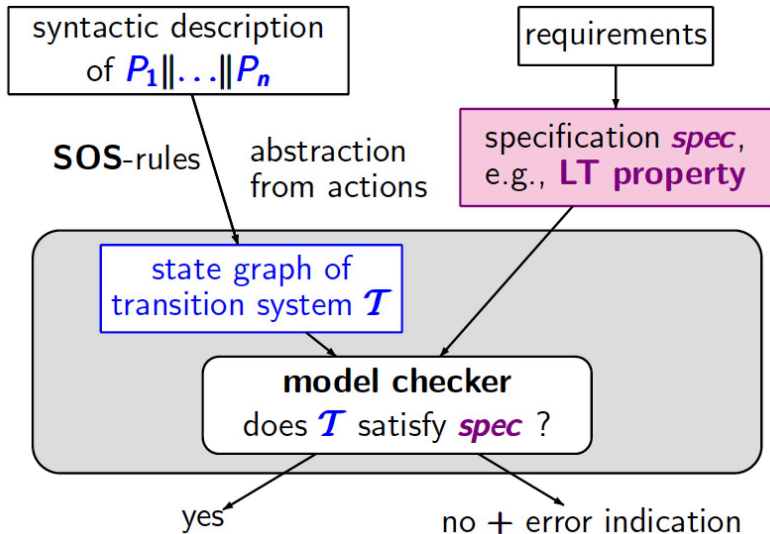 syntactic description
of P₁‖...‖Pₙ
requirements
SOS-rules
abstraction
from actions
specification spec,
e.g., LT property
state graph of
transition system 𝒯
model checker
does 𝒯 satisfy spec ?
yes
no + error indication